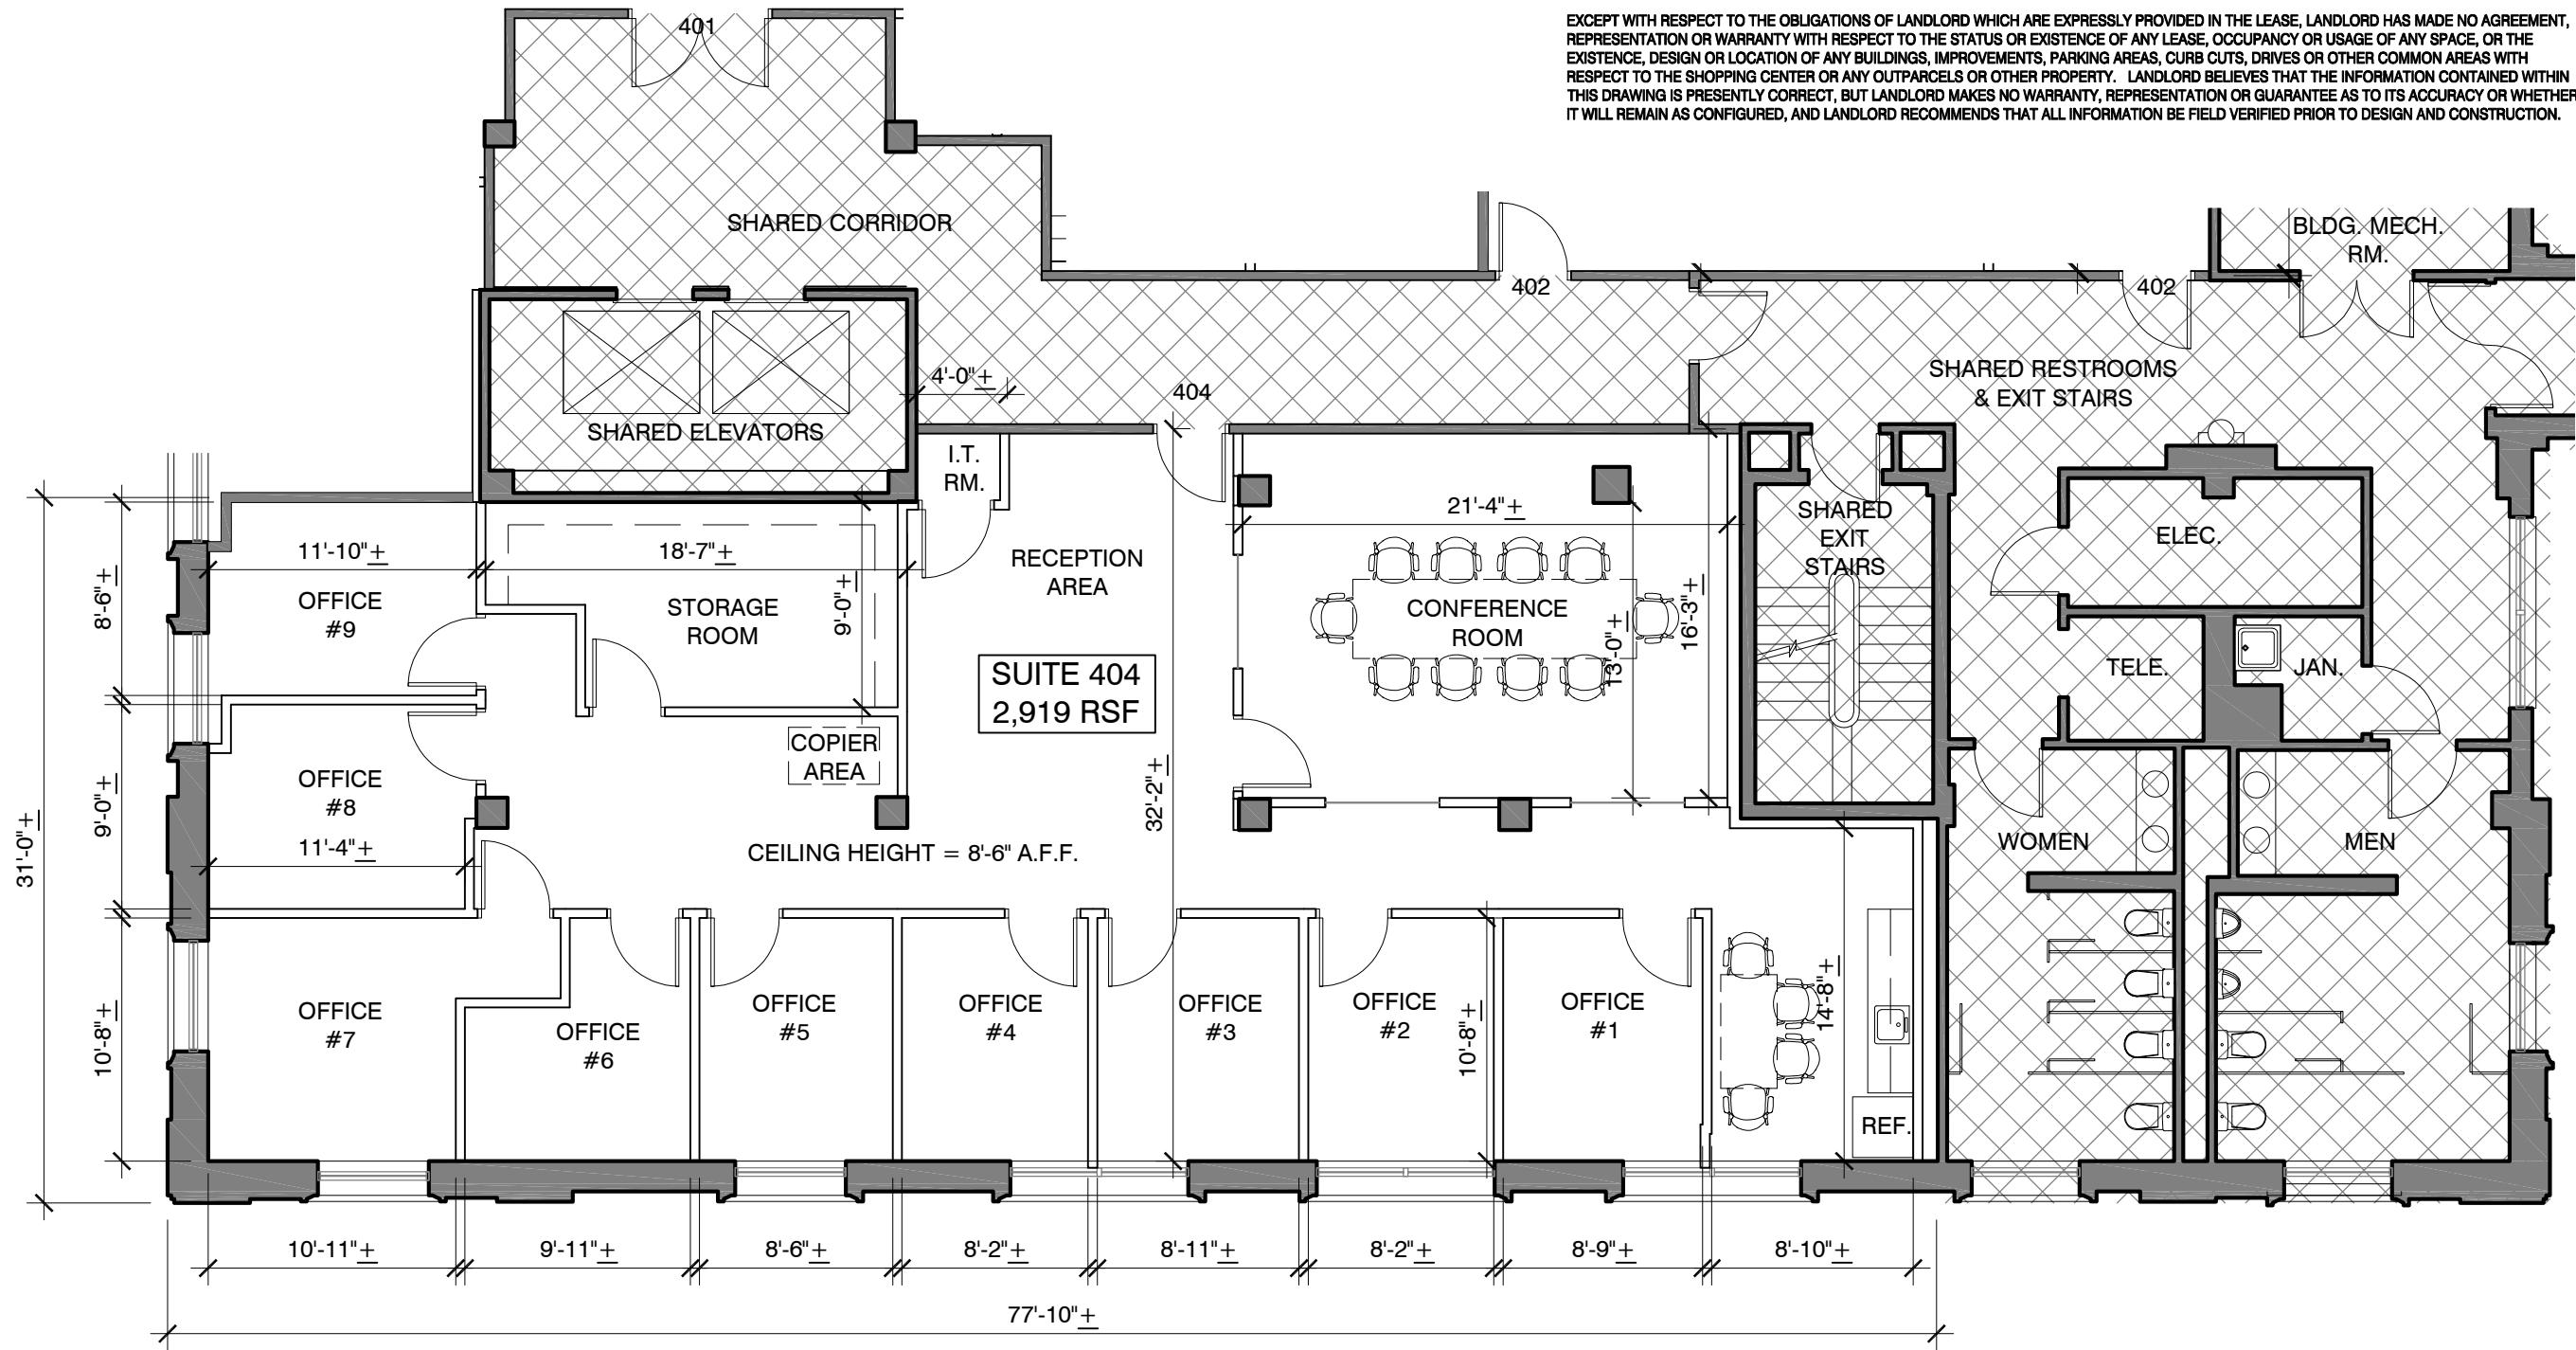 EXCEPT WITH RESPECT TO THE OBLIGATIONS OF LANDLORD WHICH ARE EXPRESSLY PROVIDED IN THE LEASE, LANDLORD HAS MADE NO AGREEMENT,
REPRESENTATION OR WARRANTY WITH RESPECT TO THE STATUS OR EXISTENCE OF ANY LEASE, OCCUPANCY OR USAGE OF ANY SPACE, OR THE
EXISTENCE, DESIGN OR LOCATION OF ANY BUILDINGS, IMPROVEMENTS, PARKING AREAS, CURB CUTS, DRIVES OR OTHER COMMON AREAS WITH
RESPECT TO THE SHOPPING CENTER OR ANY OUTPARCELS OR OTHER PROPERTY. LANDLORD BELIEVES THAT THE INFORMATION CONTAINED WITHIN
THIS DRAWING IS PRESENTLY CORRECT, BUT LANDLORD MAKES NO WARRANTY, REPRESENTATION OR GUARANTEE AS TO ITS ACCURACY OR WHETHER
IT WILL REMAIN AS CONFIGURED, AND LANDLORD RECOMMENDS THAT ALL INFORMATION BE FIELD VERIFIED PRIOR TO DESIGN AND CONSTRUCTION.
401
SHARED CORRIDOR
BLDG. MECH.
RM.
402
402
SHARED RESTROOMS
& EXIT STAIRS
4'-0"±
404
SHARED ELEVATORS
I.T.
RM.
21'-4"±
SHARED
EXIT
STAIRS
ELEC.
11'-10"±
18'-7"±
RECEPTION
AREA
8'-6"±
OFFICE
#9
STORAGE
ROOM
9'-0"±
CONFERENCE
ROOM
13'-0"±
16'-3"±
TELE.
JAN.
SUITE 404
2,919 RSF
COPIER
AREA
OFFICE
#8
9'-0"±
32'-2"±
11'-4"±
31'-0"±
CEILING HEIGHT = 8'-6" A.F.F.
WOMEN
MEN
10'-8"±
OFFICE
#7
OFFICE
#6
OFFICE
#5
OFFICE
#4
OFFICE
#3
OFFICE
#2
10'-8"±
OFFICE
#1
14'-8"±
REF.
10'-11"±
9'-11"±
8'-6"±
8'-2"±
8'-11"±
8'-2"±
8'-9"±
8'-10"±
77'-10"±